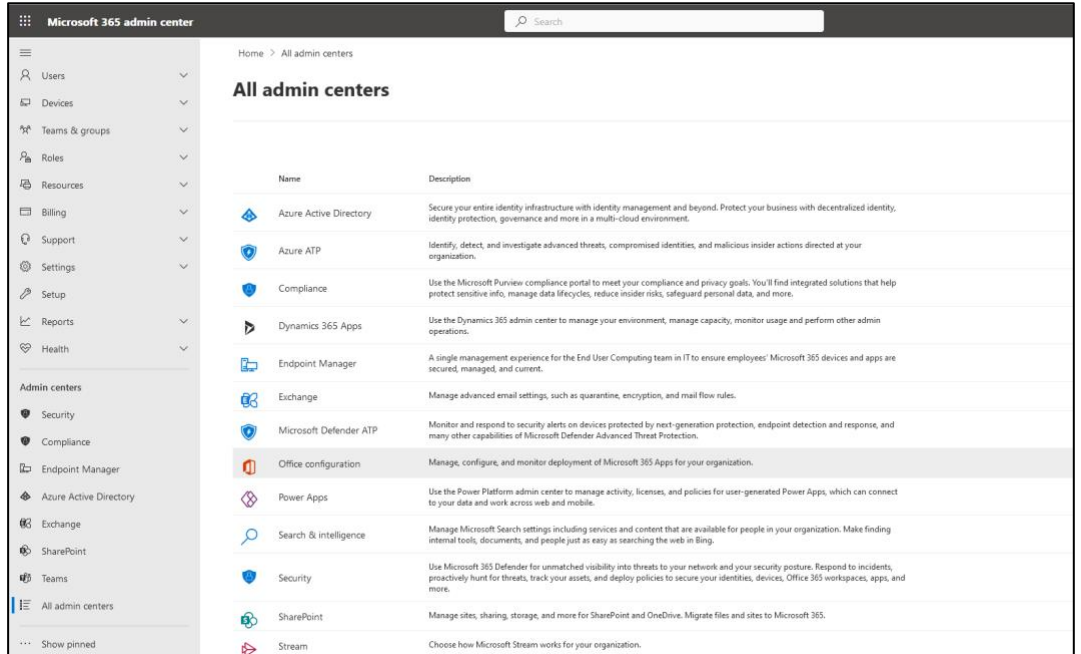 Microsoft 365 admin center
Search
Users
Devices
Teams & groups
Roles
Resources
Billing
Support
Settings
Setup
Reports
Health
Admin centers
Security
Compliance
Endpoint Manager
Azure Active Directory
Exchange
SharePoint
Teams
All admin centers
Show pinned
Home > All admin centers
All admin centers
Name Description
Azure Active Directory
Secure your entire identity infrastructure with identity management and beyond. Protect your business with decentralized identity,
identity protection, governance and more in a multi-cloud environment.
Azure ATP
Identify, detect, and investigate advanced threats, compromised identities, and malicious insider actions directed at your
organization.
Compliance
Use the Microsoft Purview compliance portal to meet your compliance and privacy goals. You'll find integrated solutions that help
protect sensitive info, manage data lifecycles, reduce insider risks, safeguard personal data, and more.
Dynamics 365 Apps
Use the Dynamics 365 admin center to manage your environment, manage capacity, monitor usage and perform other admin
operations.
Endpoint Manager
A single management experience for the End User Computing team in IT to ensure employees' Microsoft 365 devices and apps are
secured, managed, and current.
Exchange
Manage advanced email settings, such as quarantine, encryption, and mail flow rules.
Microsoft Defender ATP
Monitor and respond to security alerts on devices protected by next-generation protection, endpoint detection and response, and
many other capabilities of Microsoft Defender Advanced Threat Protection.
Office configuration
Manage, configure, and monitor deployment of Microsoft 365 Apps for your organization.
Power Apps
Use the Power Platform admin center to manage activity, licenses, and policies for user-generated Power Apps, which can connect
to your data and work across web and mobile.
Search & intelligence
Manage Microsoft Search settings including services and content that are available for people in your organization. Make finding
internal tools, documents, and people just as easy as searching the web in Bing.
Security
Use Microsoft 365 Defender for unmatched visibility into threats to your network and your security posture. Respond to incidents,
proactively hunt for threats, track your assets, and deploy policies to secure your identities, devices, Office 365 workspaces, apps, and
more.
SharePoint
Manage sites, sharing, storage, and more for SharePoint and OneDrive. Migrate files and sites to Microsoft 365.
Stream
Choose how Microsoft Stream works for your organization.